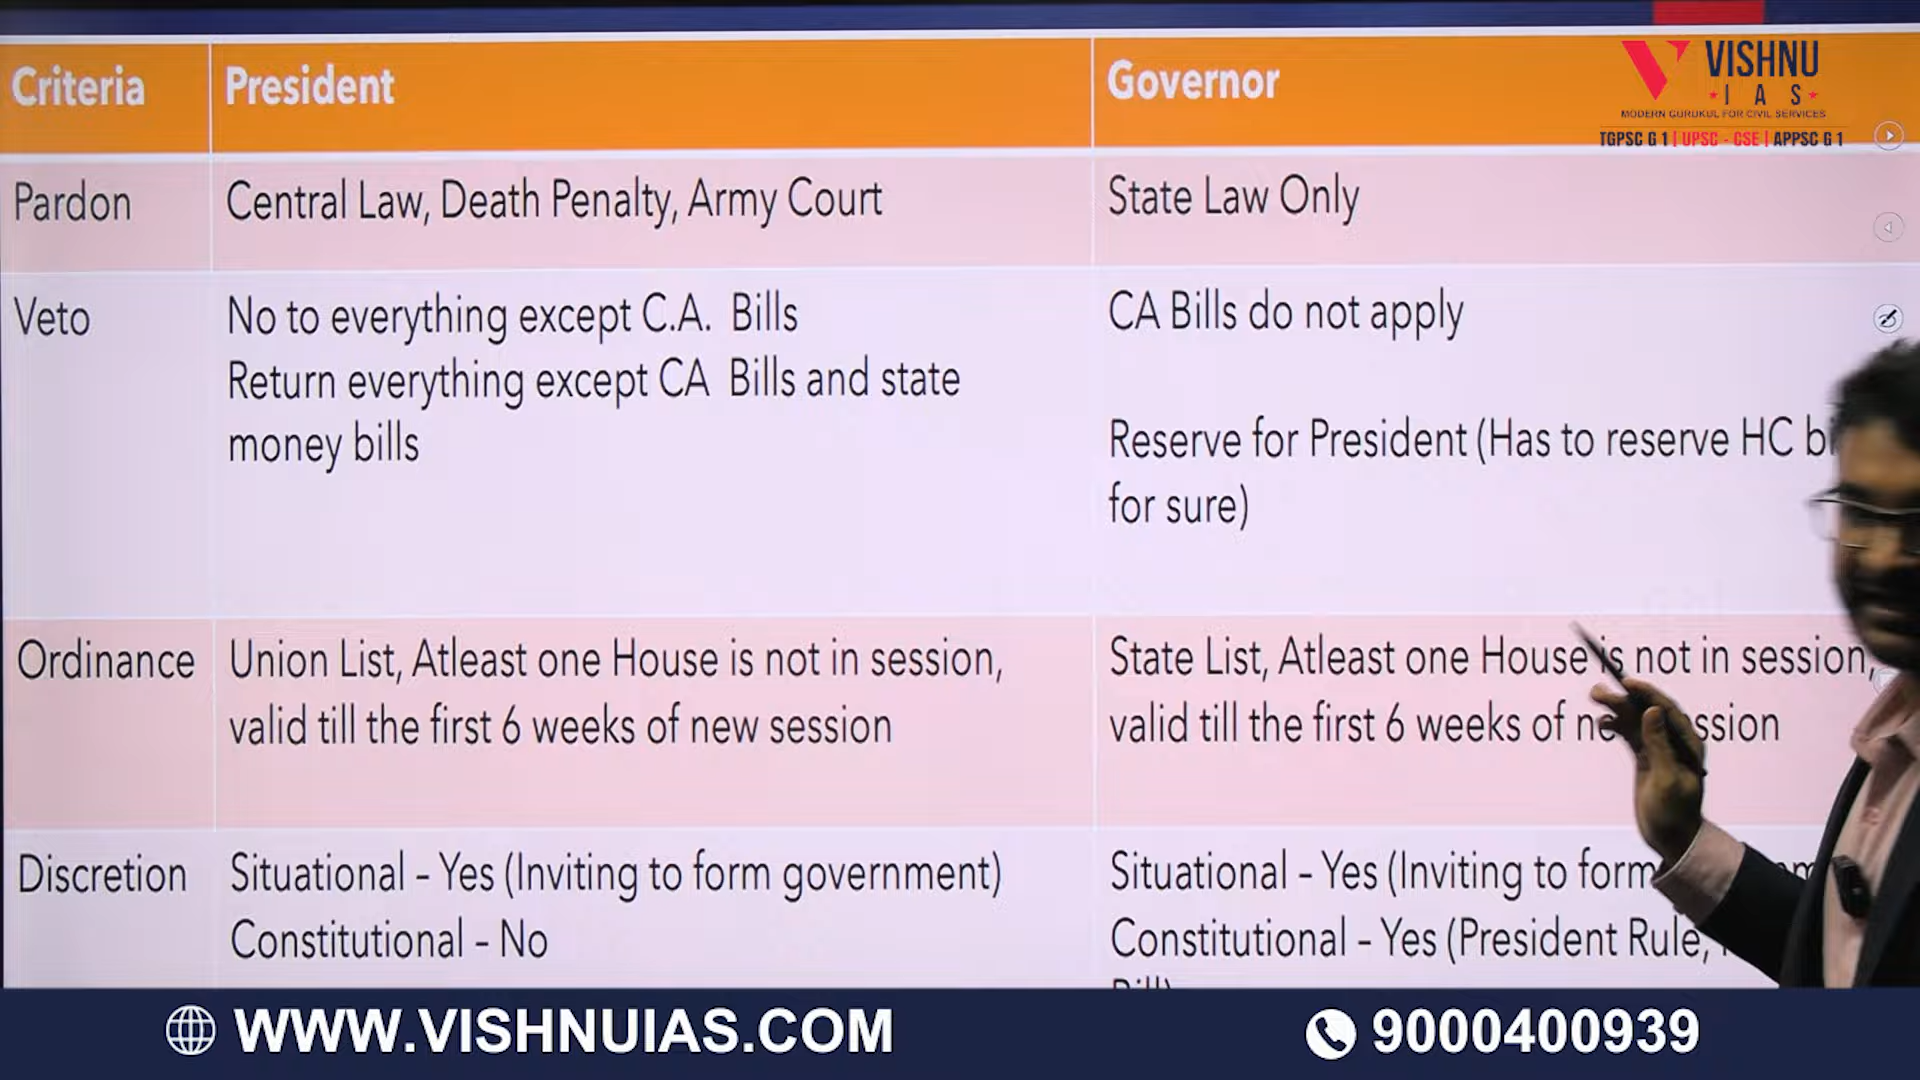 Criteria
President
Governor
VISHNU
I A S
MODERN GURUKUL FOR CIVIL SERVICES
TGPSC G 1 | UPSC - CSE | APPSC G 1
Pardon
Central Law, Death Penalty, Army Court
State Law Only
Veto
No to everything except C.A. Bills
Return everything except CA Bills and state
money bills
CA Bills do not apply
Reserve for President (Has to reserve HC
for sure)
Ordinance
Union List, Atleast one House is not in session,
valid till the first 6 weeks of new session
State List, Atleast one House is not in session,
valid till the first 6 weeks of new session
Discretion
Situational - Yes (Inviting to form government)
Constitutional - No
Situational - Yes (Inviting to form
Constitutional - Yes (President Rule,
Bill)
WWW.VISHNUIAS.COM
9000400939